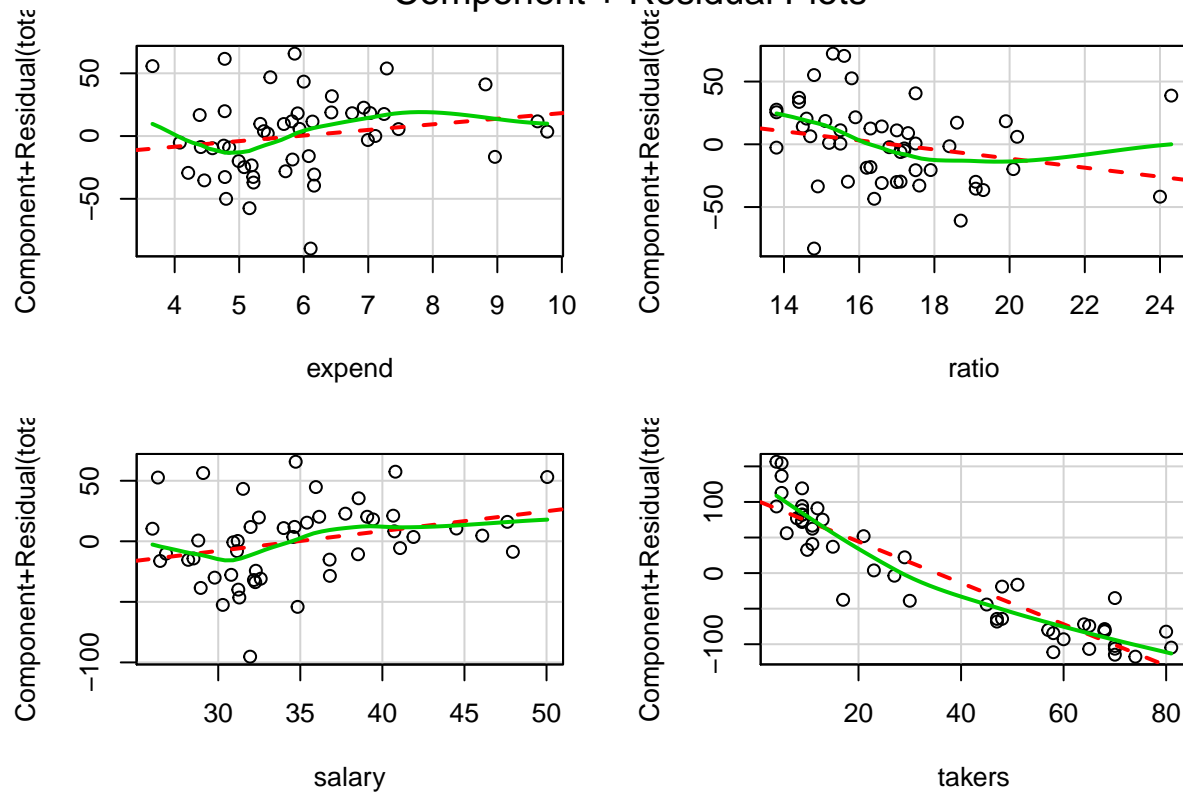 Component + Residual Plots
Component+Residual(tota
50
0
−50
4 5 6 7 8 9 10
expend
Component+Residual(tota
50
0
−50
14 16 18 20 22 24
ratio
Component+Residual(tota
50
0
−100
30 35 40 45 50
salary
Component+Residual(tota
100
0
−100
20 40 60 80
takers